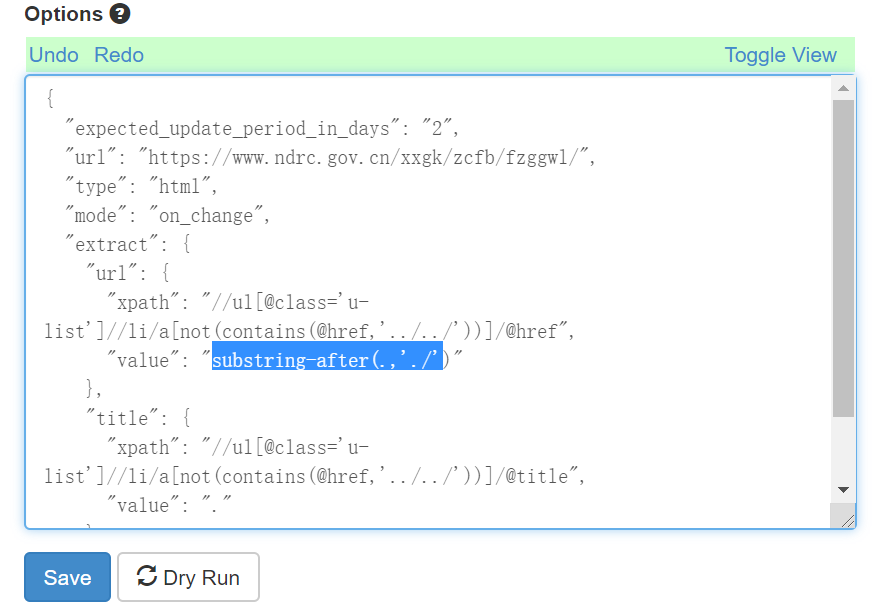 Options ?
Undo Redo Toggle View
{
"expected_update_period_in_days": "2",
"url": "https://www.ndrc.gov.cn/xxgk/zcfb/fzggwl/",
"type": "html",
"mode": "on_change",
"extract": {
"url": {
"xpath": "//ul[@class='u-
list']//li/a[not(contains(@href,'../../'))]/@href",
"value": "substring-after(.,'./')"
},
"title": {
"xpath": "//ul[@class='u-
list']//li/a[not(contains(@href,'../../'))]/@title",
"value": "."
Save Dry Run